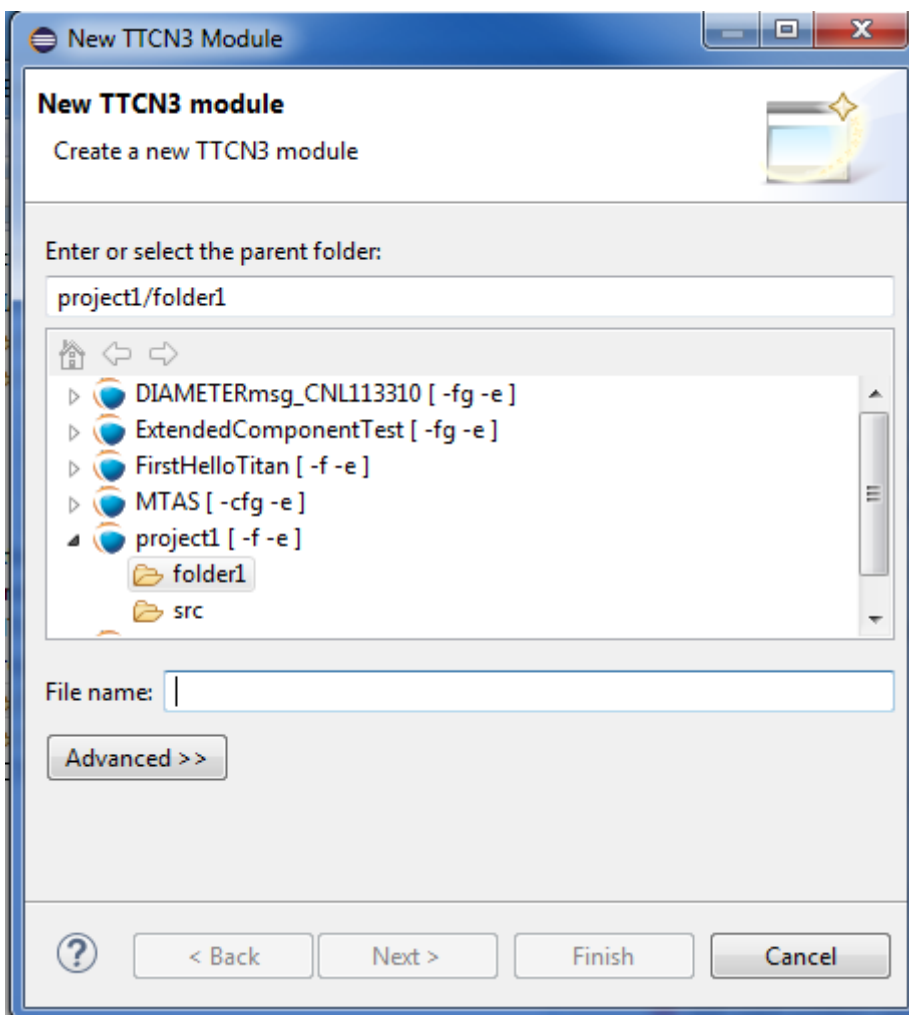 New TTCN3 Module
New TTCN3 module
Create a new TTCN3 module
Enter or select the parent folder:
project1/folder1
DIAMETERmsg_CNL113310 [ -fg -e ]
ExtendedComponentTest [ -fg -e ]
FirstHelloTitan [ -f -e ]
MTAS [ -cfg -e ]
project1 [ -f -e ]
folder1
src
File name:
Advanced >>
? < Back Next > Finish Cancel